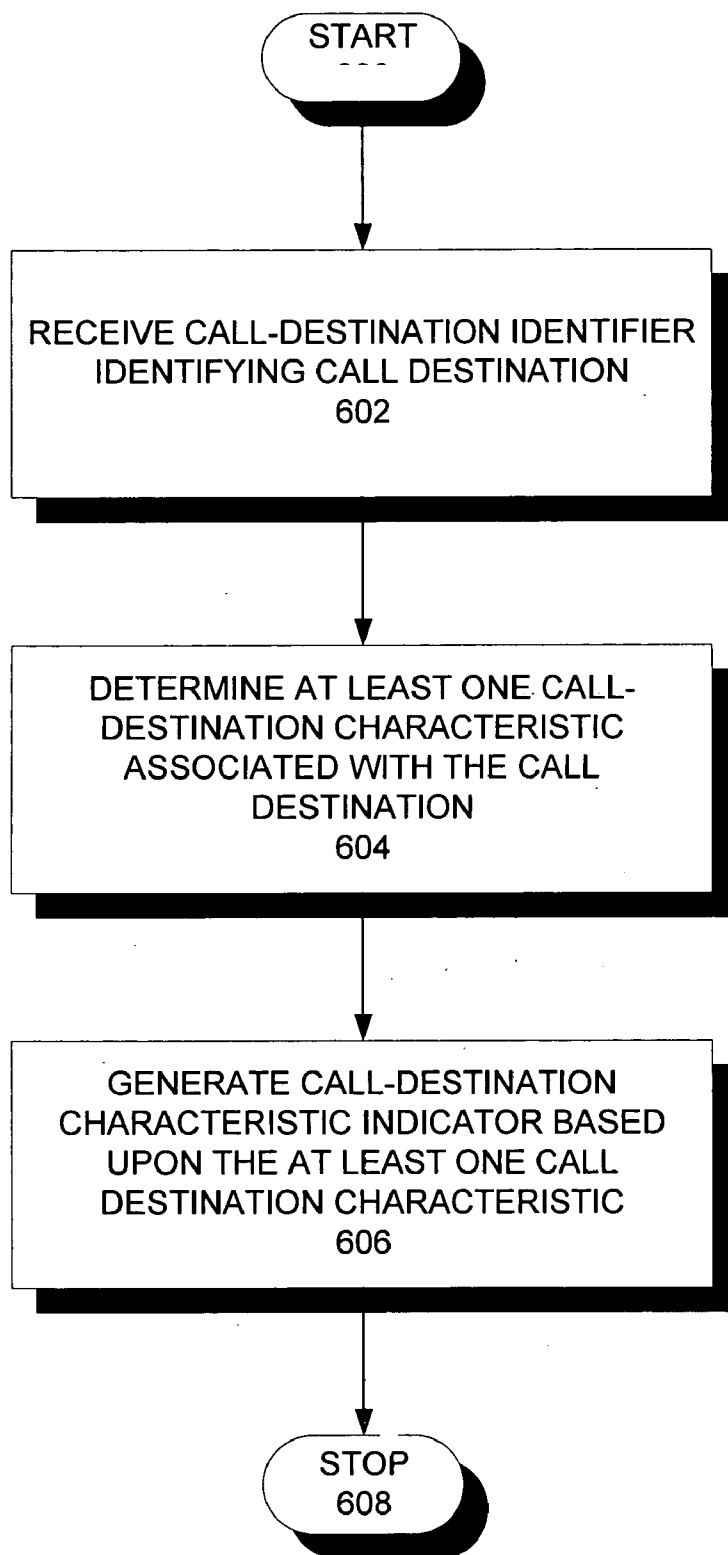 START
RECEIVE CALL-DESTINATION IDENTIFIER
IDENTIFYING CALL DESTINATION
602
DETERMINE AT LEAST ONE CALL-
DESTINATION CHARACTERISTIC
ASSOCIATED WITH THE CALL
DESTINATION
604
GENERATE CALL-DESTINATION
CHARACTERISTIC INDICATOR BASED
UPON THE AT LEAST ONE CALL
DESTINATION CHARACTERISTIC
606
STOP
608